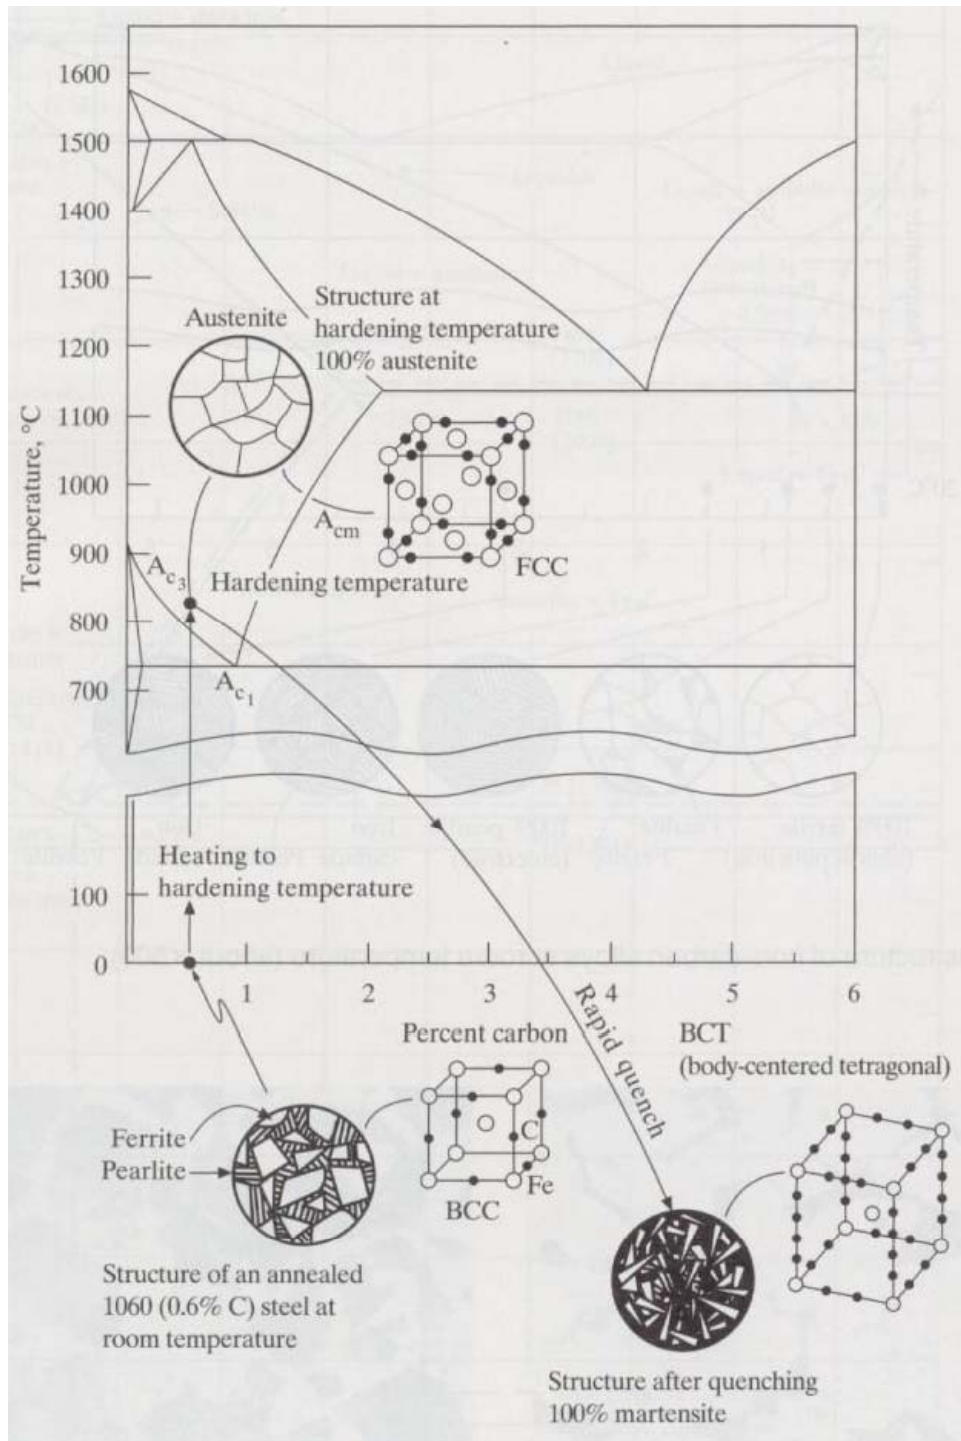 1600
1500
1400
1300
1200
1100
1000
900
800
700
100
0
Temperature, °C
Structure at
hardening temperature
100% austenite
Austenite
A_cm
FCC
A_c3
Hardening temperature
A_c1
Heating to
hardening temperature
1 2 3 4 5 6
Percent carbon
Rapid quench
BCT
(body-centered tetragonal)
Ferrite
Pearlite
C
Fe
BCC
Structure of an annealed
1060 (0.6% C) steel at
room temperature
Structure after quenching
100% martensite